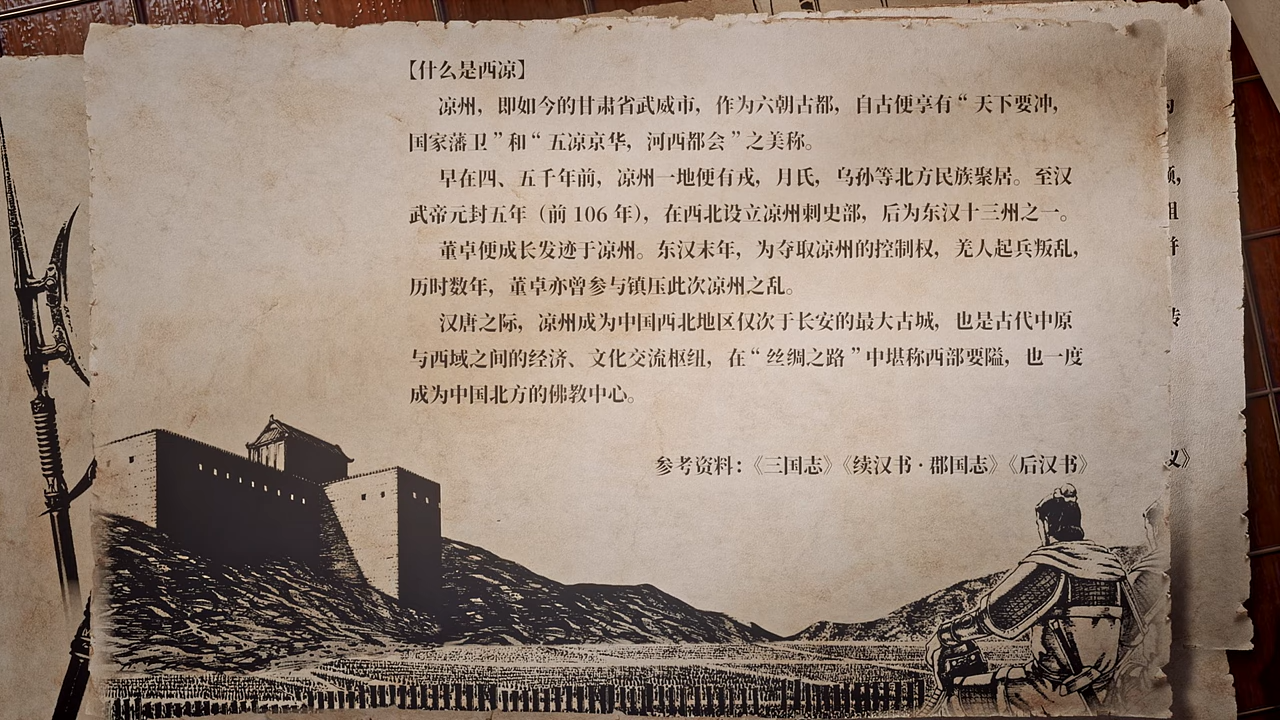 【什么是西凉】
凉州，即如今的甘肃省武威市，作为六朝古都，自古便享有“天下要冲，
国家藩卫”和“五凉京华，河西都会”之美称。
早在四、五千年前，凉州一地便有戎，月氏，乌孙等北方民族聚居。至汉
武帝元封五年（前 106 年），在西北设立凉州刺史部，后为东汉十三州之一。
董卓便成长发迹于凉州。东汉末年，为夺取凉州的控制权，羌人起兵叛乱，
历时数年，董卓亦曾参与镇压此次凉州之乱。
汉唐之际，凉州成为中国西北地区仅次于长安的最大古城，也是古代中原
与西域之间的经济、文化交流枢纽，在“丝绸之路”中堪称西部要隘，也一度
成为中国北方的佛教中心。
参考资料：《三国志》《续汉书·郡国志》《后汉书》